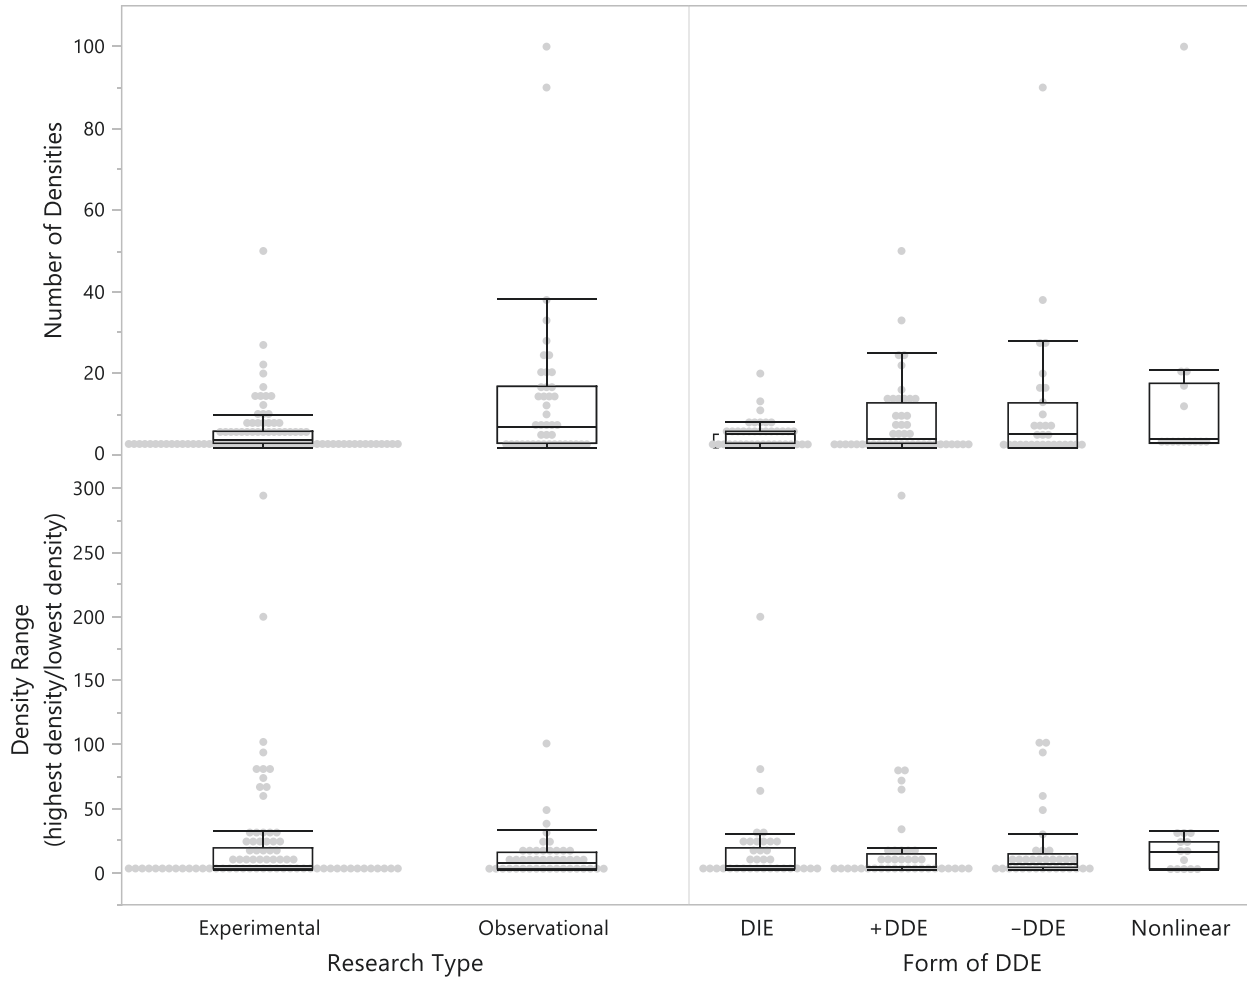 Number of Densities
100
80
60
40
20
0
Density Range
(highest density/lowest density)
300
250
200
150
100
50
0
Experimental
Observational
DIE
+DDE
−DDE
Nonlinear
Research Type
Form of DDE